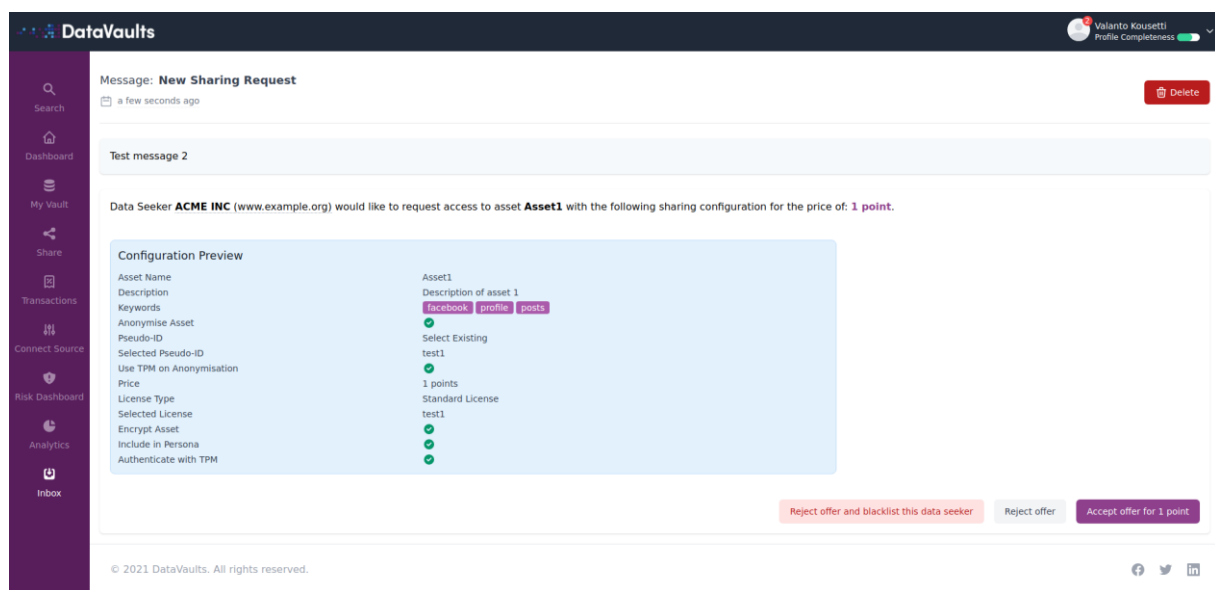 DataVaults
2
Valanto Kousetti
Profile Completeness
Search
Dashboard
My Vault
Share
Transactions
Connect Source
Risk Dashboard
Analytics
Inbox
Message: New Sharing Request
a few seconds ago
Delete
Test message 2
Data Seeker ACME INC (www.example.org) would like to request access to asset Asset1 with the following sharing configuration for the price of: 1 point.
Configuration Preview
Asset Name Asset1
Description Description of asset 1
Keywords facebook profile posts
Anonymise Asset
Pseudo-ID Select Existing
Selected Pseudo-ID test1
Use TPM on Anonymisation
Price 1 points
License Type Standard License
Selected License test1
Encrypt Asset
Include in Persona
Authenticate with TPM
Reject offer and blacklist this data seeker Reject offer Accept offer for 1 point
© 2021 DataVaults. All rights reserved.